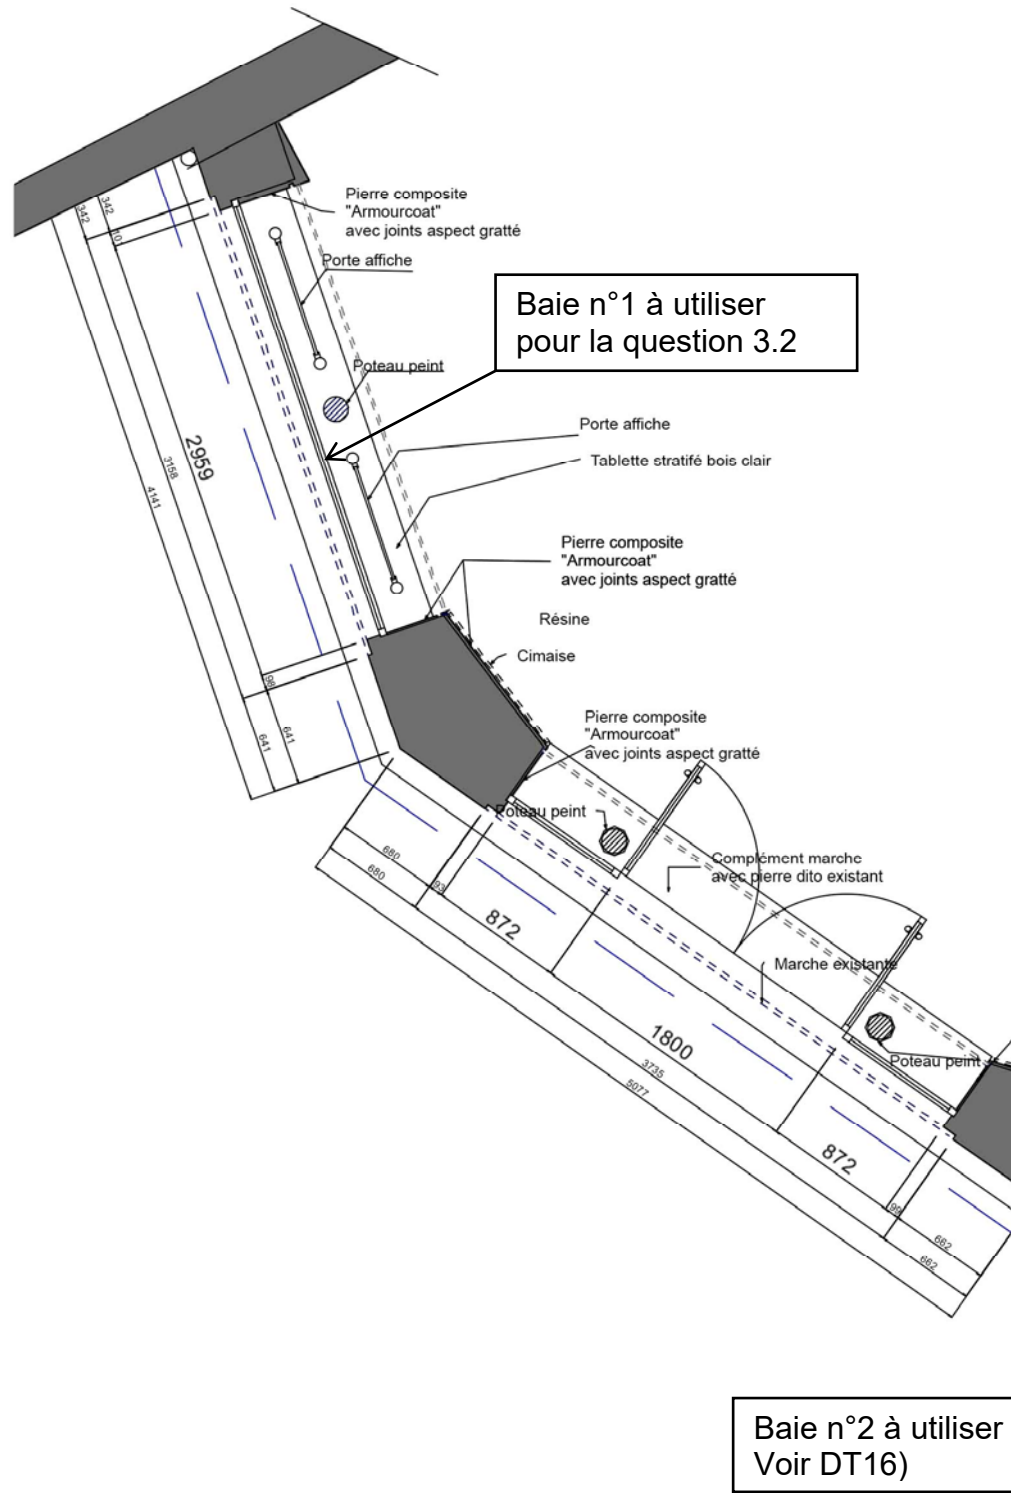 Pierre composite
"Armourcoat"
avec joints aspect gratté
Porte affiche
Baie n°1 à utiliser
pour la question 3.2
Poteau peint
Porte affiche
Tablette stratifé bois clair
Pierre composite
"Armourcoat"
avec joints aspect gratté
Résine
Cimaise
Pierre composite
"Armourcoat"
avec joints aspect gratté
Poteau peint
Complément marche
avec pierre dito existant
Marche existante
Poteau peint
342
342
2959
3158
4141
98
641
641
680
680
93
872
1800
3735
5077
872
662
662
Baie n°2 à utiliser
Voir DT16)